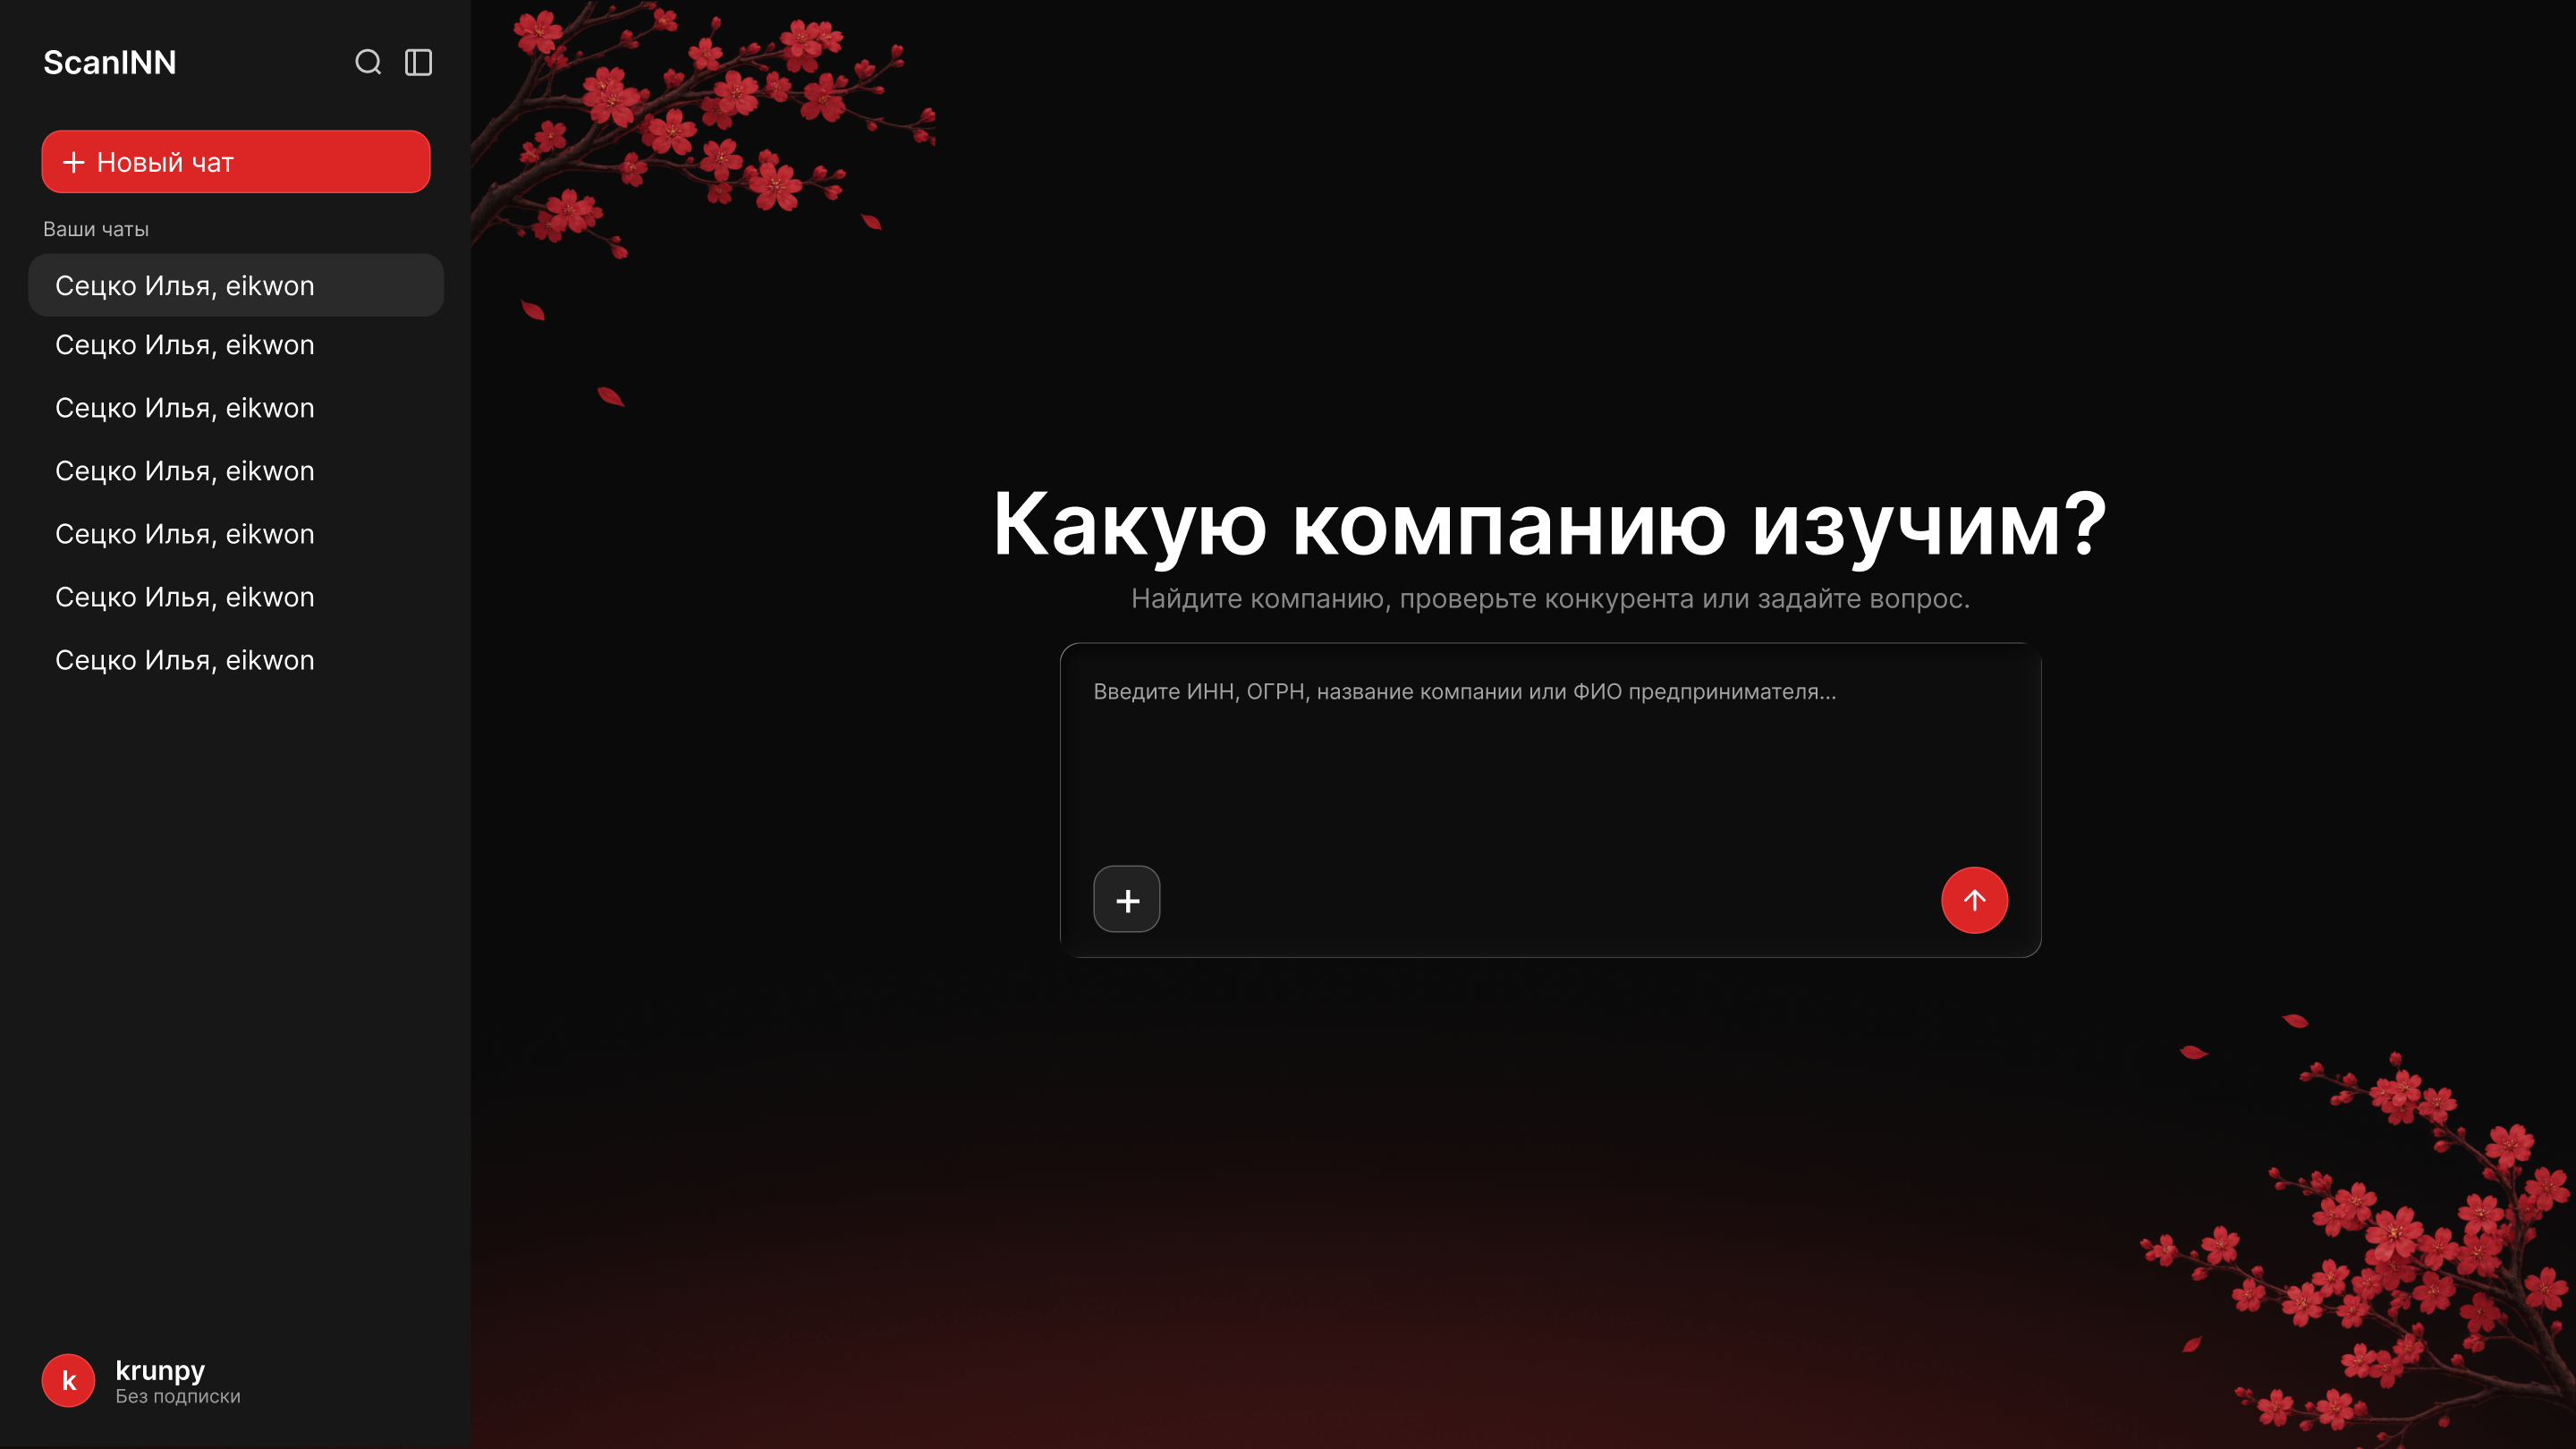 ScanINN
Новый чат
Ваши чаты
Сецко Илья, eikwon
Сецко Илья, eikwon
Сецко Илья, eikwon
Сецко Илья, eikwon
Сецко Илья, eikwon
Сецко Илья, eikwon
Сецко Илья, eikwon
k
krunpy
Без подписки
Какую компанию изучим?
Найдите компанию, проверьте конкурента или задайте вопрос.
Введите ИНН, ОГРН, название компании или ФИО предпринимателя...